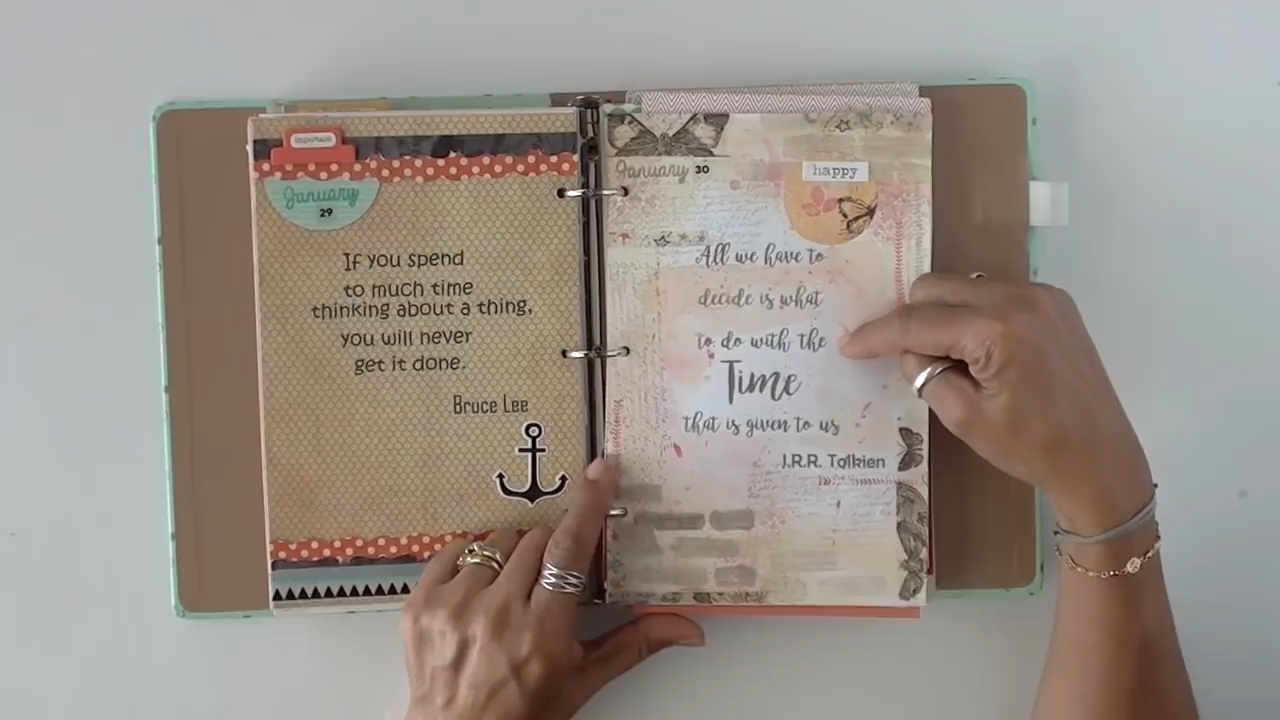 January
29
If you spend
to much time
thinking about a thing,
you will never
get it done.
Bruce Lee
January 30
happy
All we have to
decide is what
to do with the
Time
that is given to us
J.R.R. Tolkien